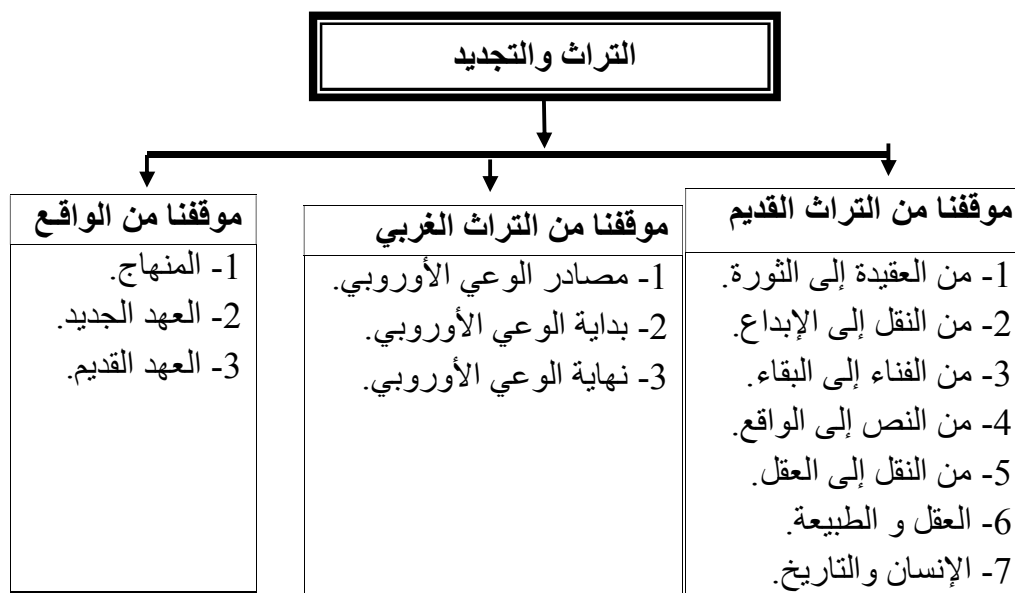 التراث والتجديد
موقفنا من التراث القديم
1- من العقيدة إلى الثورة.
2- من النقل إلى الإبداع.
3- من الفناء إلى البقاء.
4- من النص إلى الواقع.
5- من النقل إلى العقل.
6- العقل و الطبيعة.
7- الإنسان والتاريخ.
موقفنا من التراث الغربي
1- مصادر الوعي الأوروبي.
2- بداية الوعي الأوروبي.
3- نهاية الوعي الأوروبي.
موقفنا من الواقع
1- المنهاج.
2- العهد الجديد.
3- العهد القديم.